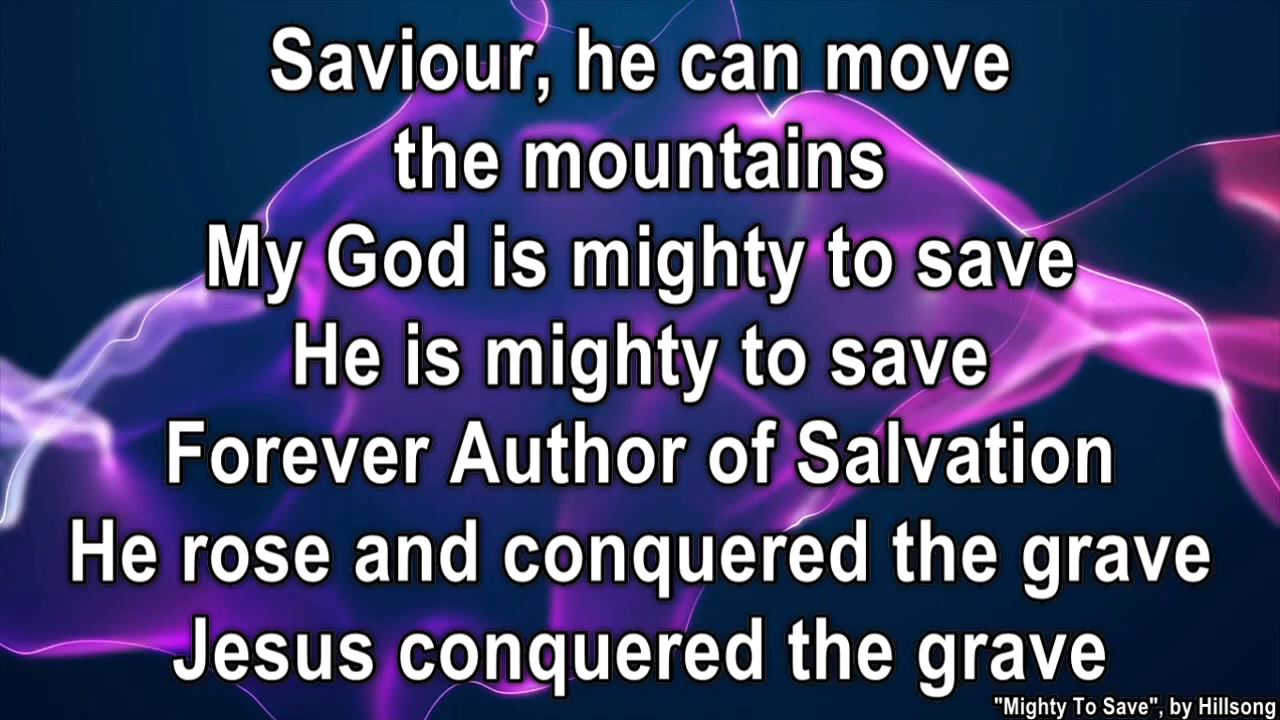 Saviour, he can move
the mountains
My God is mighty to save
He is mighty to save
Forever Author of Salvation
He rose and conquered the grave
Jesus conquered the grave
"Mighty To Save", by Hillsong